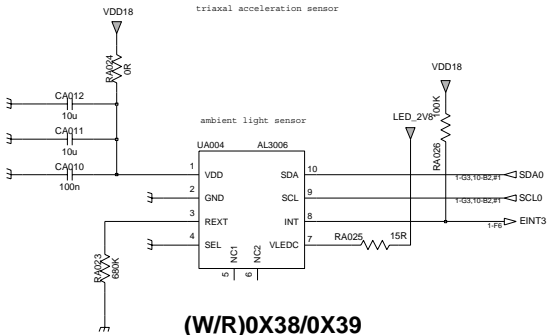 triaxial acceleration sensor
VDD18
RA024
0R
VDD18
CA012
10u
100K
ambient light sensor
LED_2V8
CA011
10u
RA026
UA004 AL3006
CA010
100n
1 VDD SDA 10 1-G3,10-B2,#1 SDA0
2 GND SCL 9 1-G3,10-B2,#1 SCL0
3 REXT INT 8 1-F6 EINT3
4 SEL VLEDC 7 RA025 15R
NC1 NC2
5 6
RA023
680K
(W/R)0X38/0X39